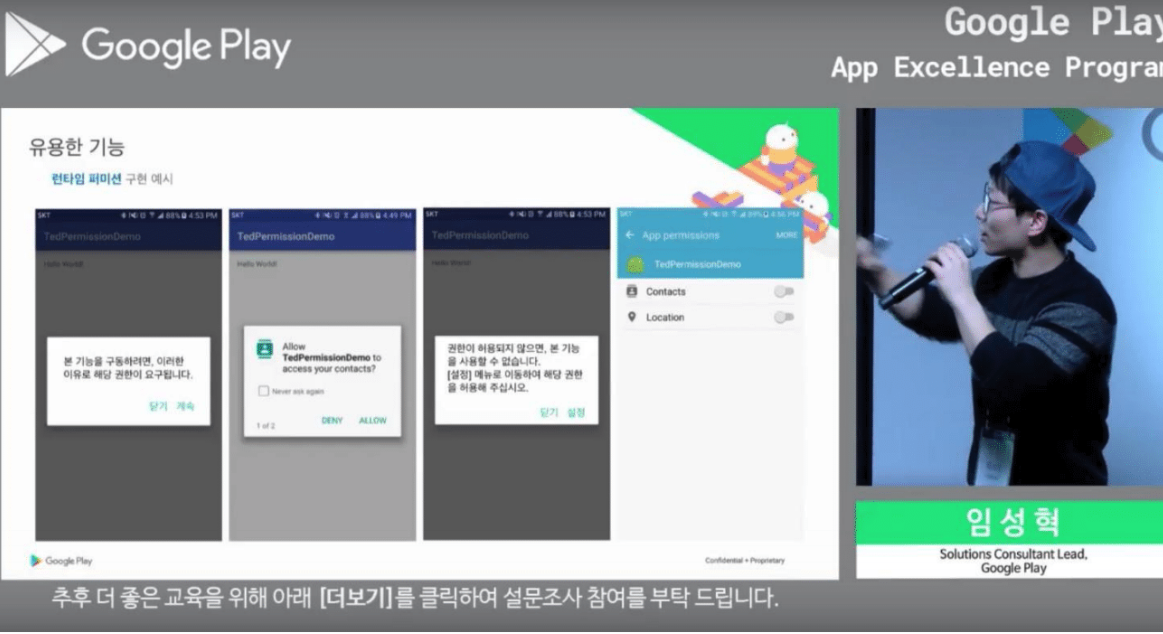 Google Play
Google Play
App Excellence Program
유용한 기능
런타임 퍼미션 구현 예시
SKT 88% 4:53 PM
TedPermissionDemo
Hello World!
본 기능을 구동하려면, 이러한
이유로 해당 권한이 요구됩니다.
닫기 계속
SKT 88% 4:49 PM
TedPermissionDemo
Hello World!
Allow
TedPermissionDemo to
access your contacts?
Never ask again
1 of 2
DENY ALLOW
SKT 88% 4:53 PM
TedPermissionDemo
Hello World!
권한이 허용되지 않으면, 본 기능
을 사용할 수 없습니다.
[설정] 메뉴로 이동하여 해당 권한
을 허용해 주십시오.
닫기 설정
SKT
App permissions MORE
TedPermissionDemo
Contacts
Location
Google Play
Confidential + Proprietary
임성혁
Solutions Consultant Lead,
Google Play
추후 더 좋은 교육을 위해 아래 [더보기]를 클릭하여 설문조사 참여를 부탁 드립니다.